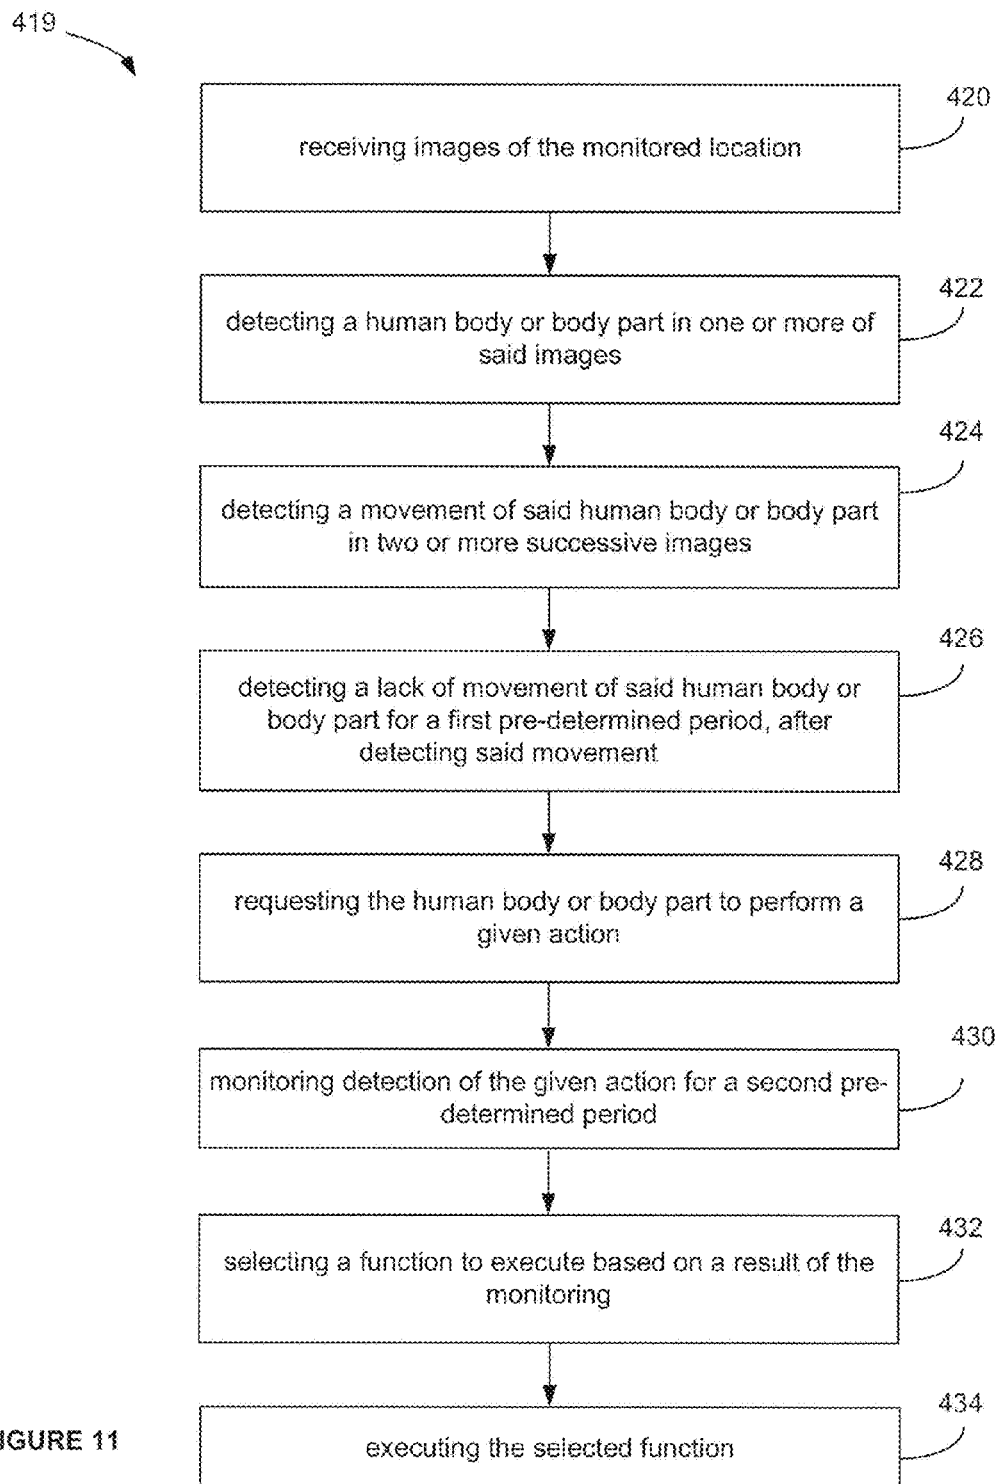 419
420
receiving images of the monitored location
422
detecting a human body or body part in one or more of
said images
424
detecting a movement of said human body or body part
in two or more successive images
426
detecting a lack of movement of said human body or
body part for a first pre-determined period, after
detecting said movement
428
requesting the human body or body part to perform a
given action
430
monitoring detection of the given action for a second pre-
determined period
432
selecting a function to execute based on a result of the
monitoring
434
executing the selected function
IGURE 11